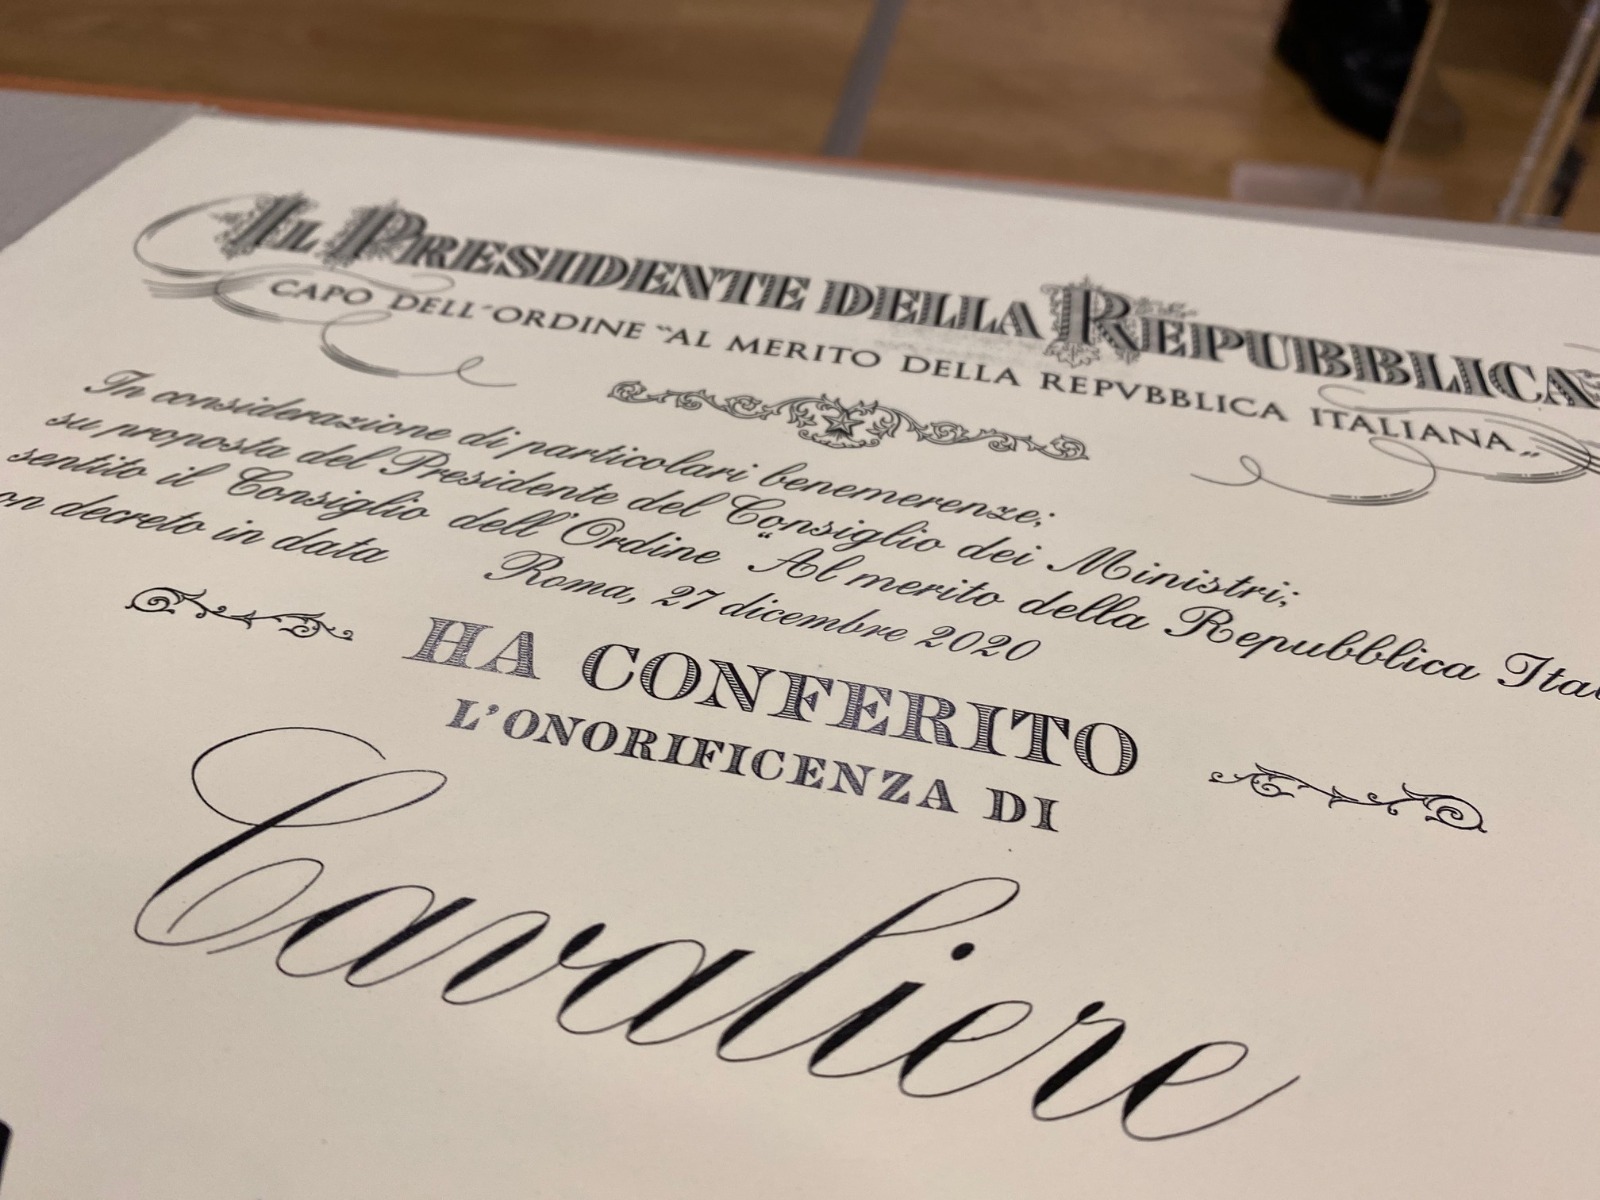 IL PRESIDENTE DELLA REPUBBLICA
CAPO DELL'ORDINE “AL MERITO DELLA REPVBBLICA ITALIANA„
In considerazione di particolari benemerenze;
su proposta del Presidente del Consiglio dei Ministri;
sentito il Consiglio dell'Ordine “Al merito della Repubblica
decreto in data Roma, 27 dicembre 2020
HA CONFERITO
L'ONORIFICENZA DI
Cavaliere